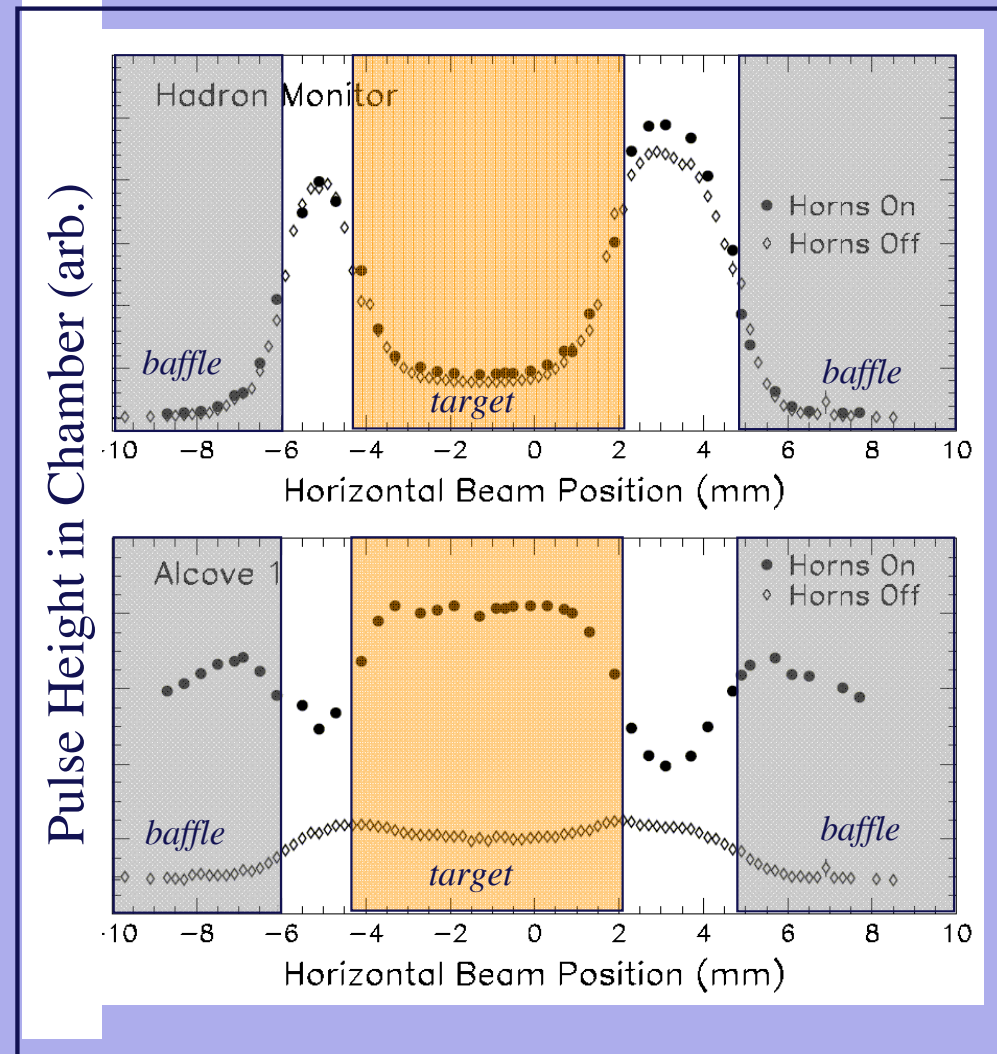 Pulse Height in Chamber (arb.)
Hadron Monitor
Horns On
Horns Off
baffle
target
baffle
-10 −8 −6 −4 −2 0 2 4 6 8 10
Horizontal Beam Position (mm)
Alcove 1
Horns On
Horns Off
baffle
target
baffle
-10 −8 −6 −4 −2 0 2 4 6 8 10
Horizontal Beam Position (mm)